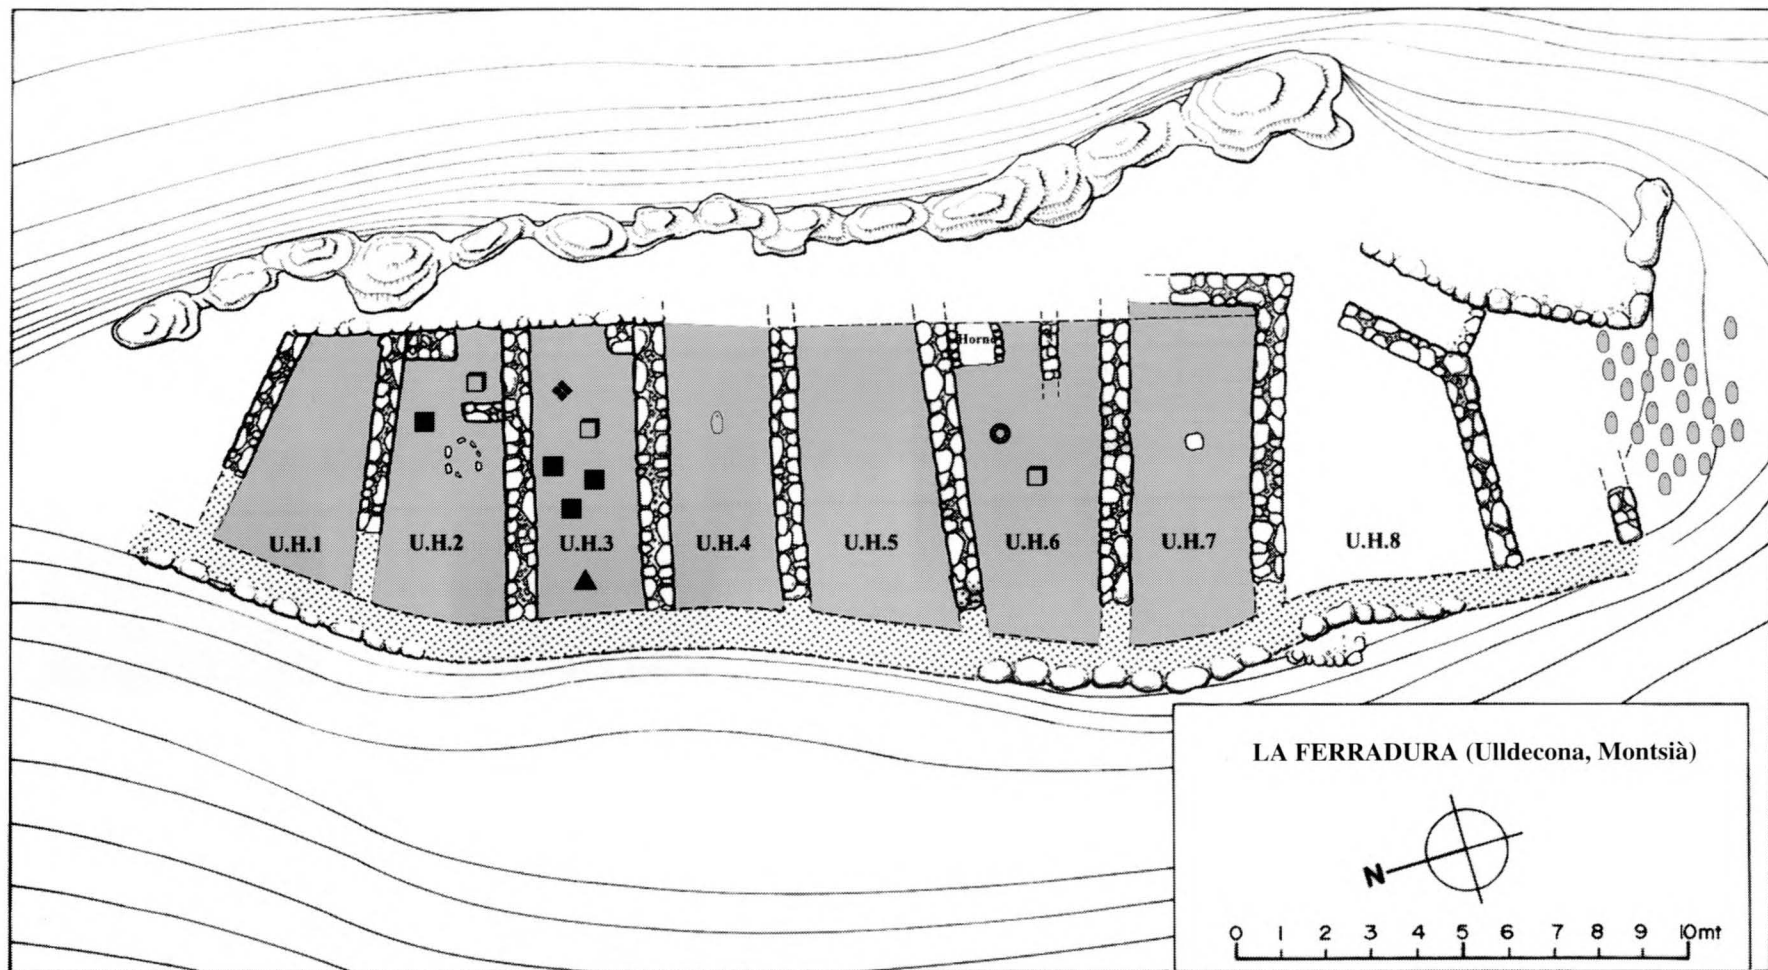 Horno
U.H.1
U.H.2
U.H.3
U.H.4
U.H.5
U.H.6
U.H.7
U.H.8
LA FERRADURA (Ulldecona, Montsià)
N
0 1 2 3 4 5 6 7 8 9 10mt